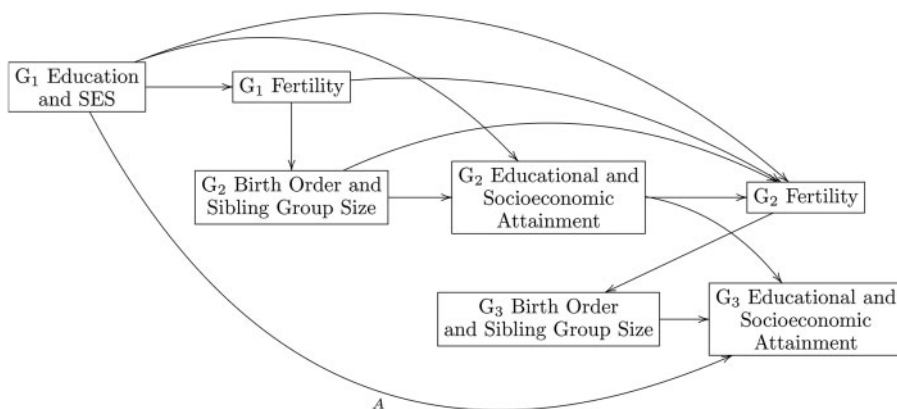 G₁ Education
and SES
G₁ Fertility
G₂ Birth Order and
Sibling Group Size
G₂ Educational and
Socioeconomic
Attainment
G₂ Fertility
G₃ Birth Order
and Sibling Group Size
G₃ Educational and
Socioeconomic
Attainment
A